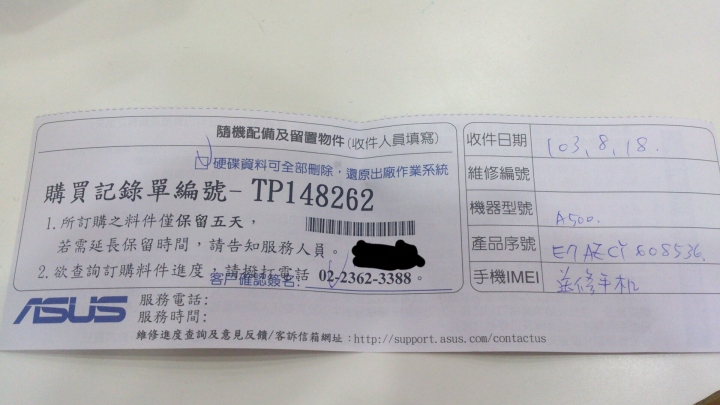 隨機配備及留置物件(收件人員填寫)
硬碟資料可全部刪除,還原出廠作業系統
購買記錄單編號-TP148262
1.所訂購之料件僅保留五天,
若需延長保留時間,請告知服務人員。
2.欲查詢訂購料件進度,請撥打電話 02-2362-3388。
客戶確認簽名:
ASUS
服務電話:
服務時間:
維修進度查詢及意見反饋/客訴信箱網址:http://support.asus.com/contactus
收件日期 103.8.18.
維修編號
機器型號 A500.
產品序號
手機IMEI 並修手机